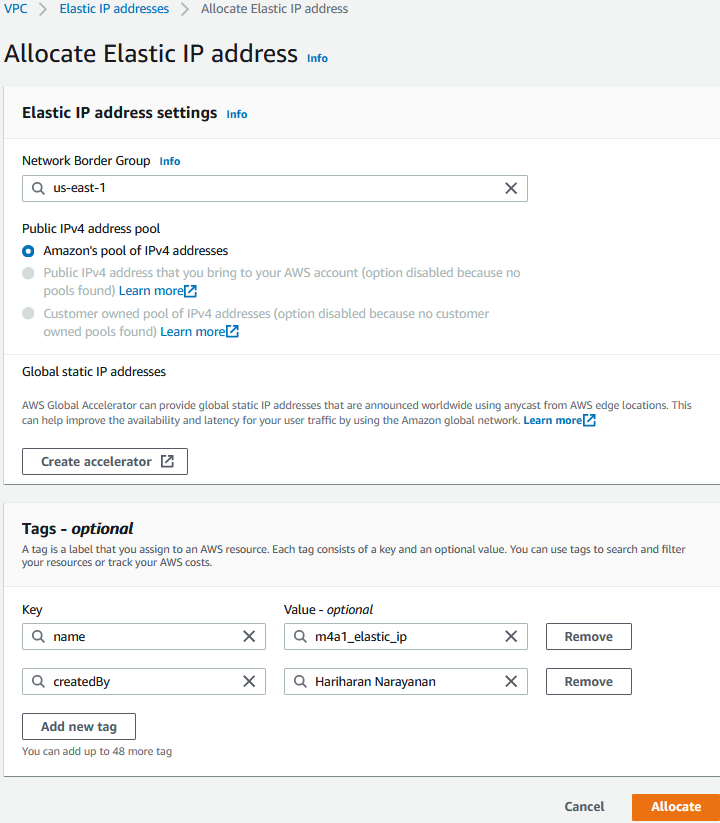 VPC > Elastic IP addresses > Allocate Elastic IP address
Allocate Elastic IP address Info
Elastic IP address settings Info
Network Border Group Info
us-east-1
Public IPv4 address pool
Amazon's pool of IPv4 addresses
Public IPv4 address that you bring to your AWS account (option disabled because no
pools found) Learn more
Customer owned pool of IPv4 addresses (option disabled because no customer
owned pools found) Learn more
Global static IP addresses
AWS Global Accelerator can provide global static IP addresses that are announced worldwide using anycast from AWS edge locations. This
can help improve the availability and latency for your user traffic by using the Amazon global network. Learn more
Create accelerator
Tags - optional
A tag is a label that you assign to an AWS resource. Each tag consists of a key and an optional value. You can use tags to search and filter
your resources or track your AWS costs.
Key Value - optional
name m4a1_elastic_ip Remove
createdBy Hariharan Narayanan Remove
Add new tag
You can add up to 48 more tag
Cancel Allocate